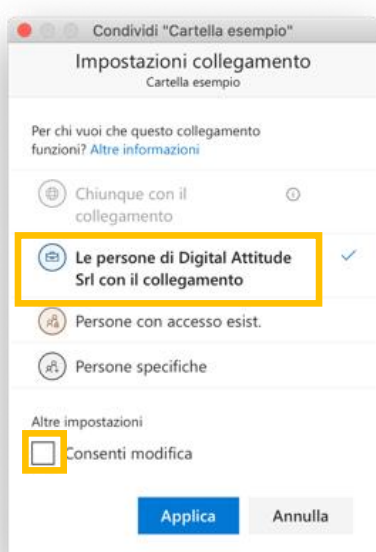 Condividi "Cartella esempio"
Impostazioni collegamento
Cartella esempio
Per chi vuoi che questo collegamento
funzioni? Altre informazioni
Chiunque con il
collegamento
Le persone di Digital Attitude
Srl con il collegamento
Persone con accesso esist.
Persone specifiche
Altre impostazioni
Consenti modifica
Applica Annulla